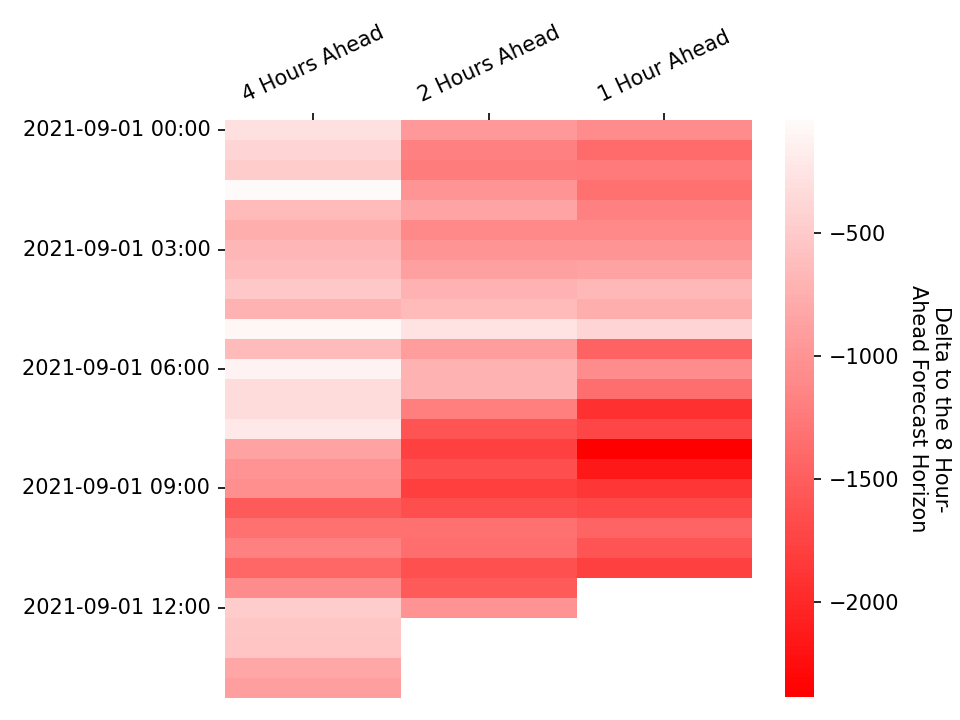 4 Hours Ahead
2 Hours Ahead
1 Hour Ahead
2021-09-01 00:00
2021-09-01 03:00
2021-09-01 06:00
2021-09-01 09:00
2021-09-01 12:00
−500
−1000
−1500
−2000
Delta to the 8 Hour-
Ahead Forecast Horizon